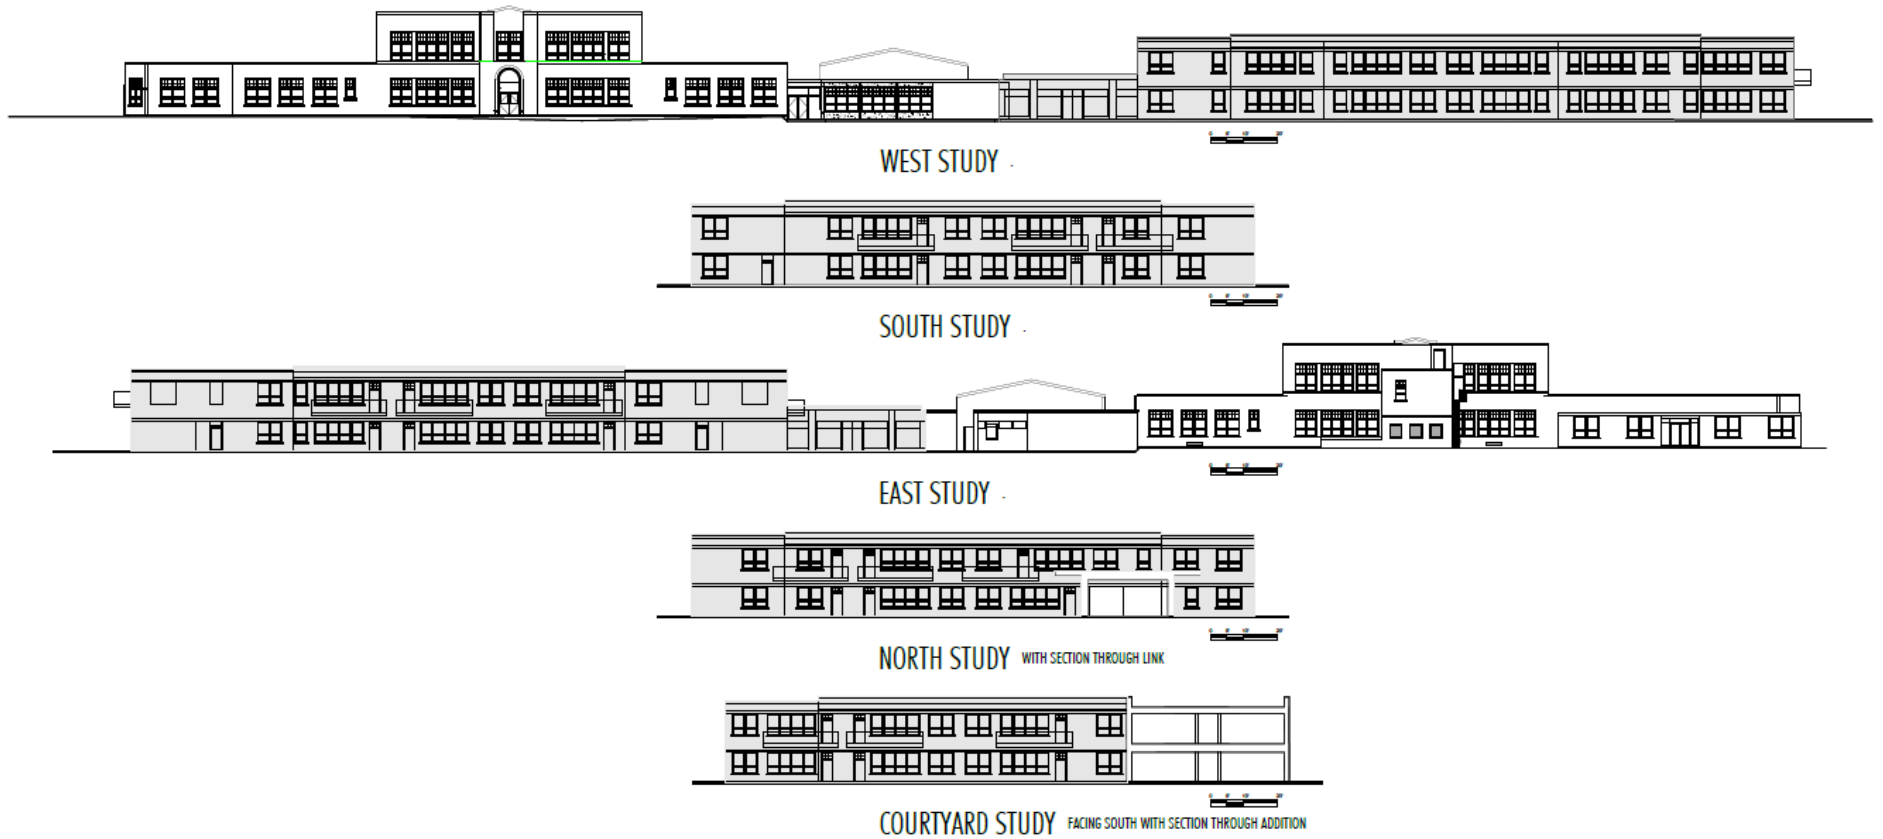 WEST STUDY
SOUTH STUDY
EAST STUDY
NORTH STUDY WITH SECTION THROUGH LINK
COURTYARD STUDY FACING SOUTH WITH SECTION THROUGH ADDITION